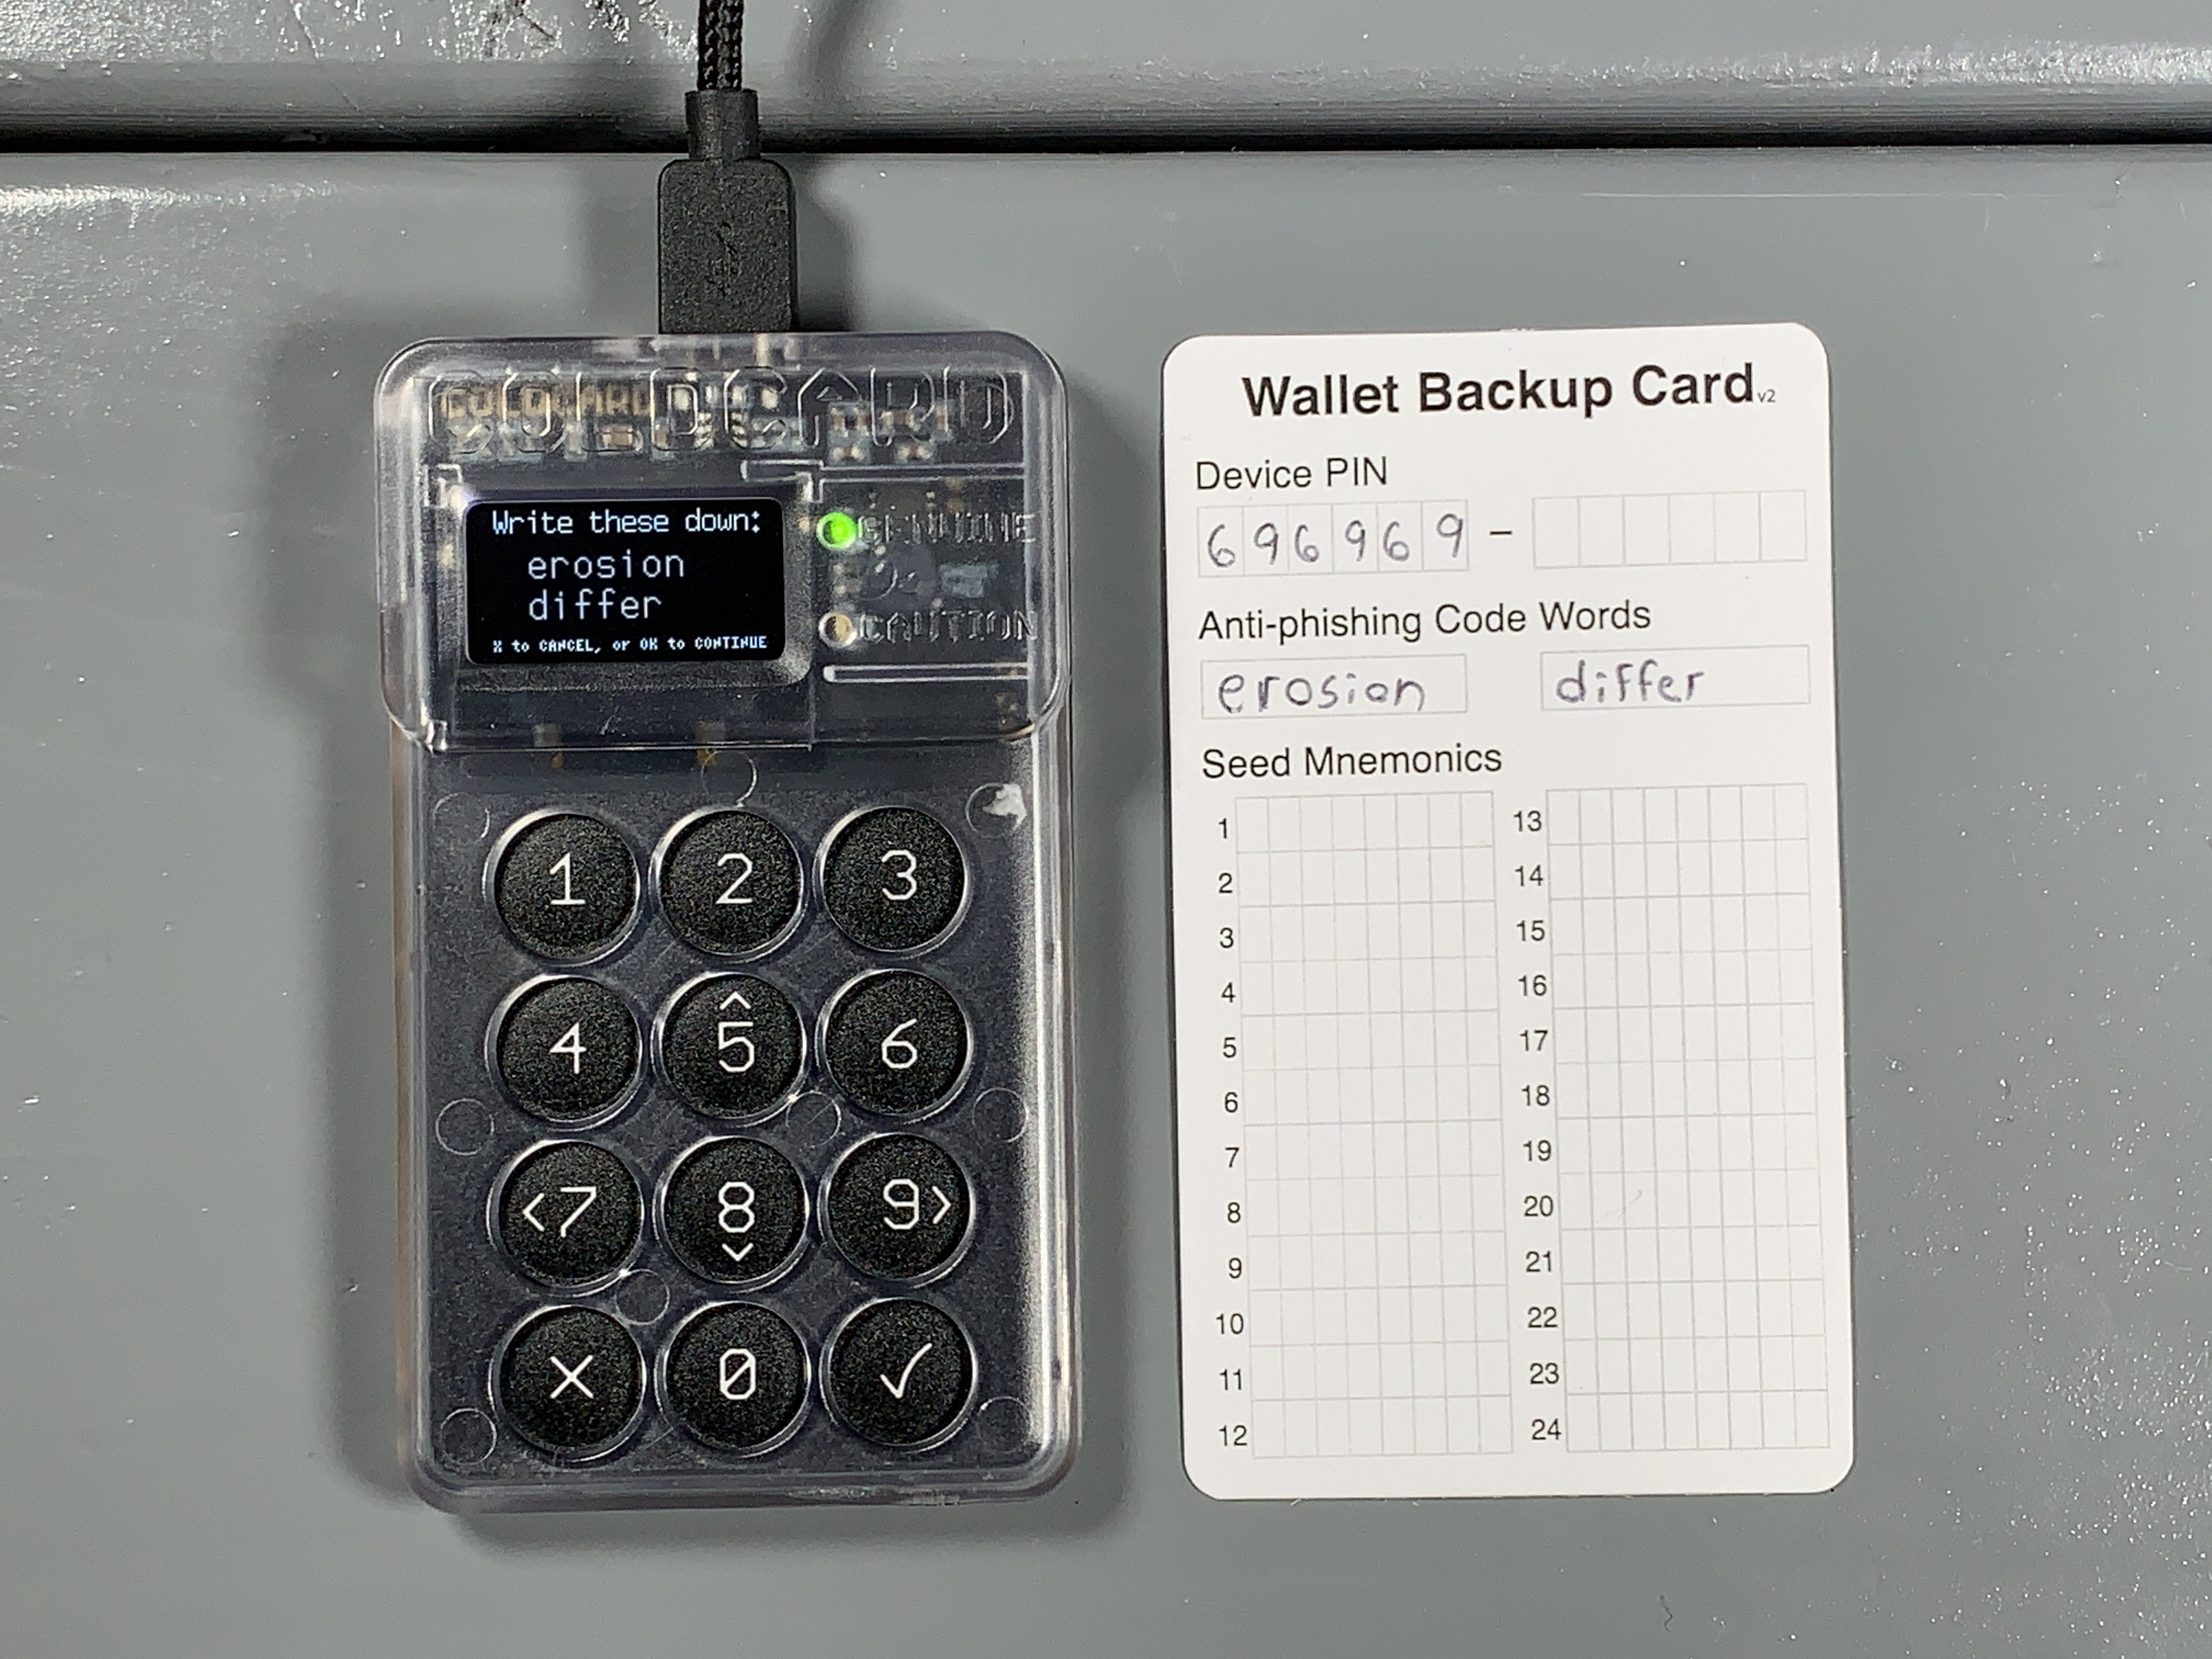 COLDCARD
Write these down:
erosion
differ
X to CANCEL, or OK to CONTINUE
GENUINE
CAUTION
1
2
3
4
5
6
<7
8
9>
X
0
Wallet Backup Card v2
Device PIN
696969 -
Anti-phishing Code Words
erosion differ
Seed Mnemonics
1 13
2 14
3 15
4 16
5 17
6 18
7 19
8 20
9 21
10 22
11 23
12 24